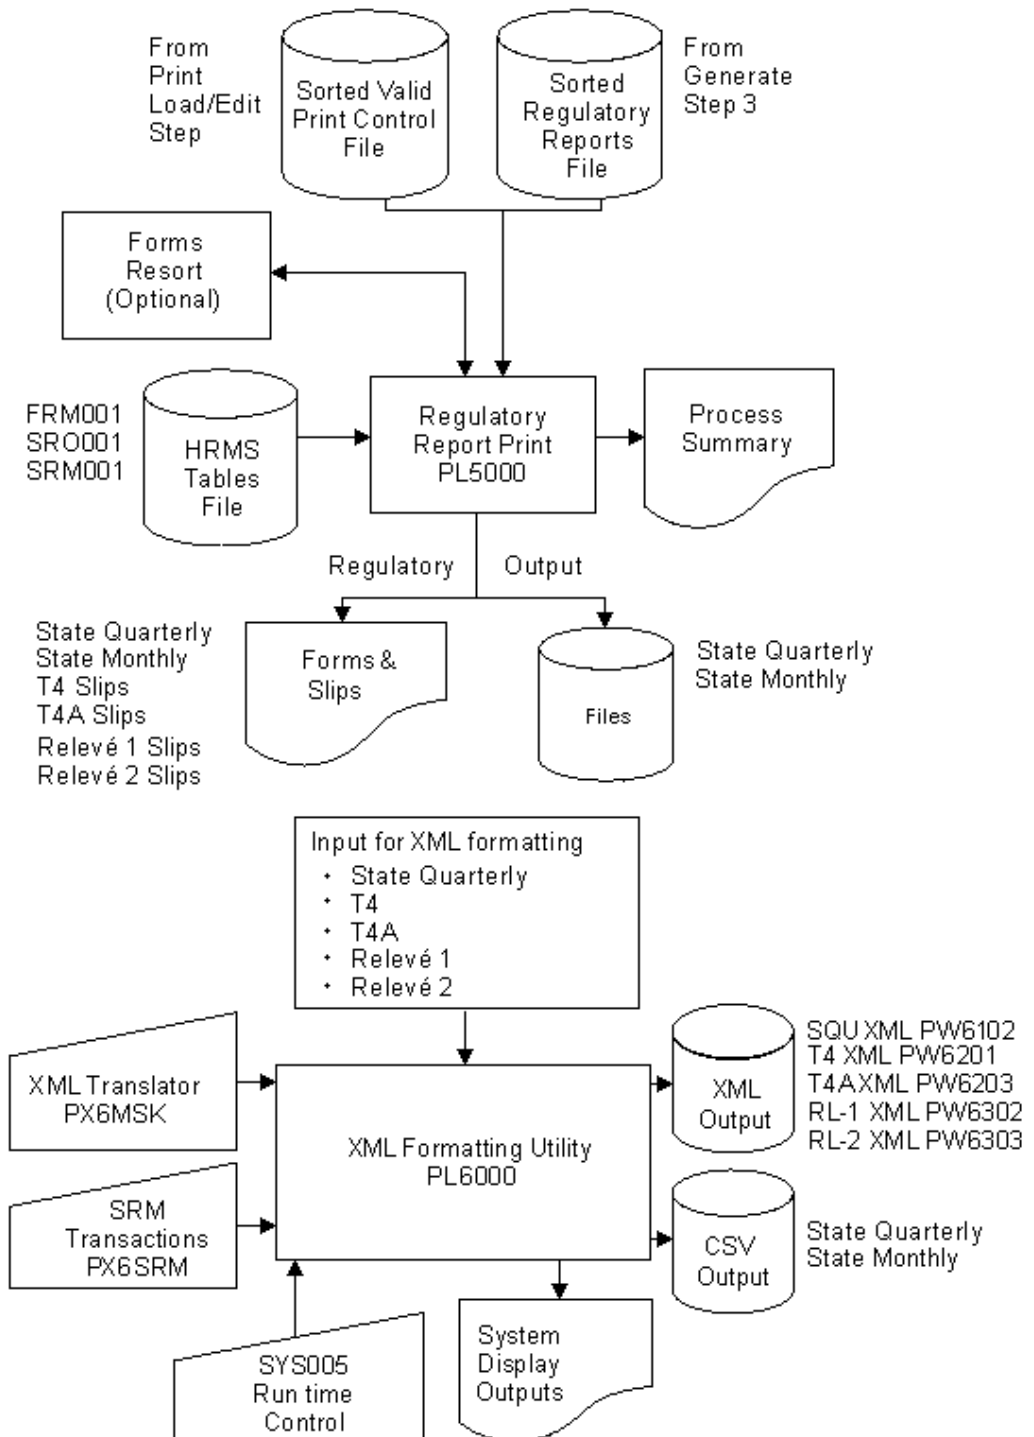 From
Print
Load/Edit
Step
Sorted Valid
Print Control
File
Sorted
Regulatory
Reports
File
From
Generate
Step 3
Forms
Resort
(Optional)
FRM001
SRO001
SRM001
HRMS
Tables
File
Regulatory
Report Print
PL5000
Process
Summary
Regulatory Output
State Quarterly
State Monthly
T4 Slips
T4A Slips
Relevé 1 Slips
Relevé 2 Slips
Forms &
Slips
Files
State Quarterly
State Monthly
Input for XML formatting
· State Quarterly
· T4
· T4A
· Relevé 1
· Relevé 2
XML Translator
PX6MSK
SRM
Transactions
PX6SRM
XML Formatting Utility
PL6000
XML
Output
SQU XML PW6102
T4 XML PW6201
T4A XML PW6203
RL-1 XML PW6302
RL-2 XML PW6303
CSV
Output
State Quarterly
State Monthly
SYS005
Run time
Control
System
Display
Outputs